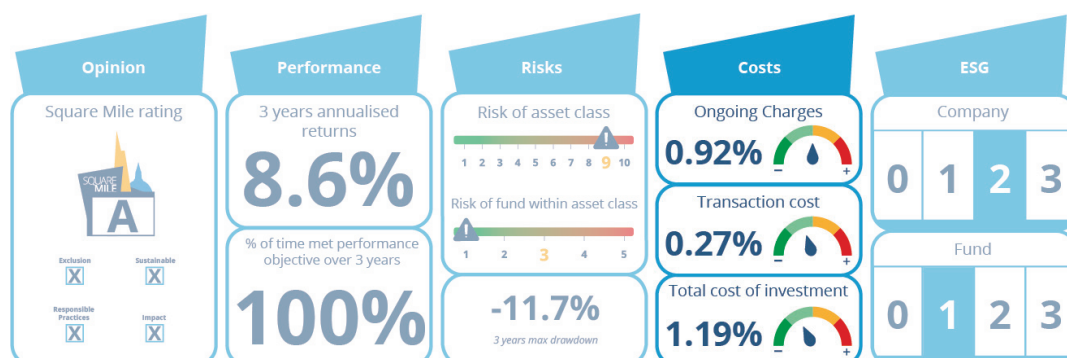 Opinion
Square Mile rating
SQUARE
MILE
A
Exclusion
X
Sustainable
X
Responsible
Practices
X
Impact
X
Performance
3 years annualised
returns
8.6%
% of time met performance
objective over 3 years
100%
Risks
Risk of asset class
!
1 2 3 4 5 6 7 8 9 10
Risk of fund within asset class
!
1 2 3 4 5
-11.7%
3 years max drawdown
Costs
Ongoing Charges
0.92%
– +
Transaction cost
0.27%
– +
Total cost of investment
1.19%
– +
ESG
Company
0 1 2 3
Fund
0 1 2 3